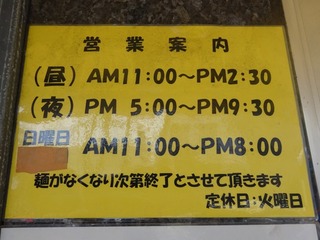 営業案内
(昼) AM11:00～PM2:30
(夜) PM 5:00～PM9:30
日曜日 AM11:00～PM8:00
麺がなくなり次第終了とさせて頂きます
定休日:火曜日